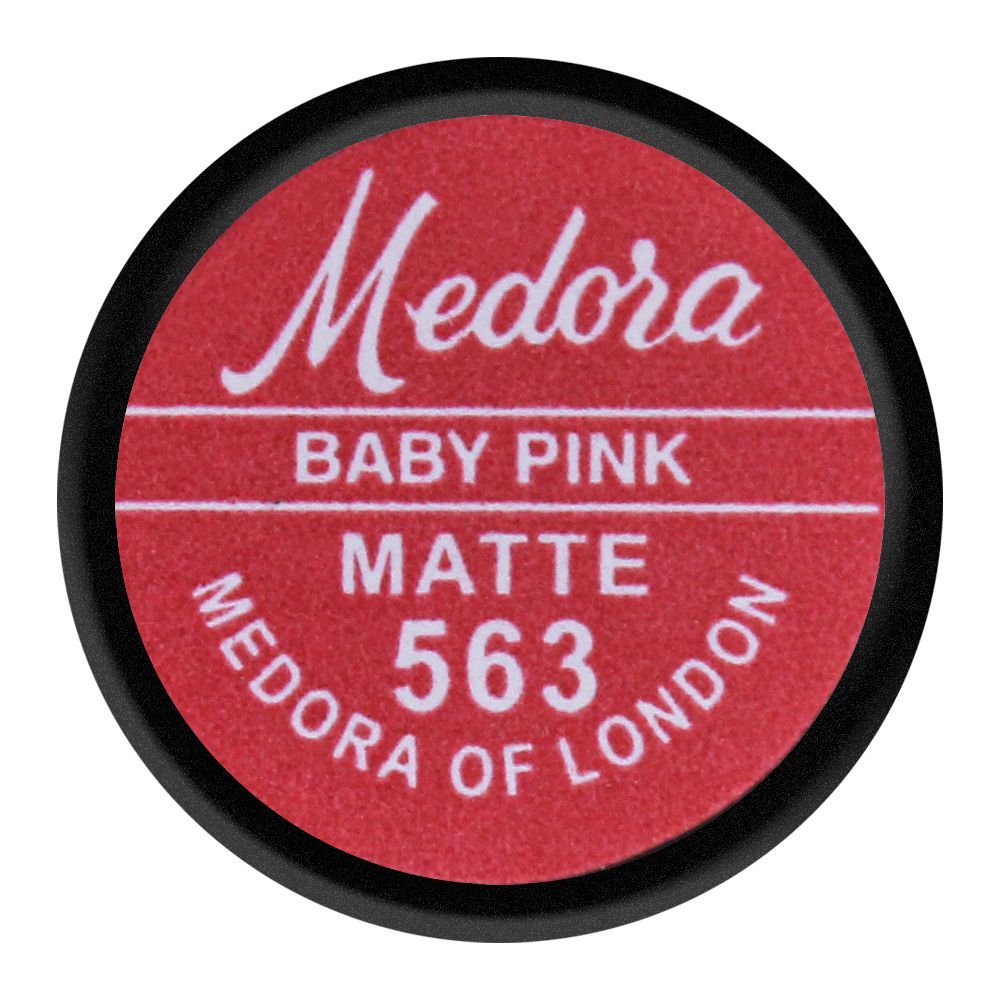 Medora
BABY PINK
MATTE
563
MEDORA OF LONDON